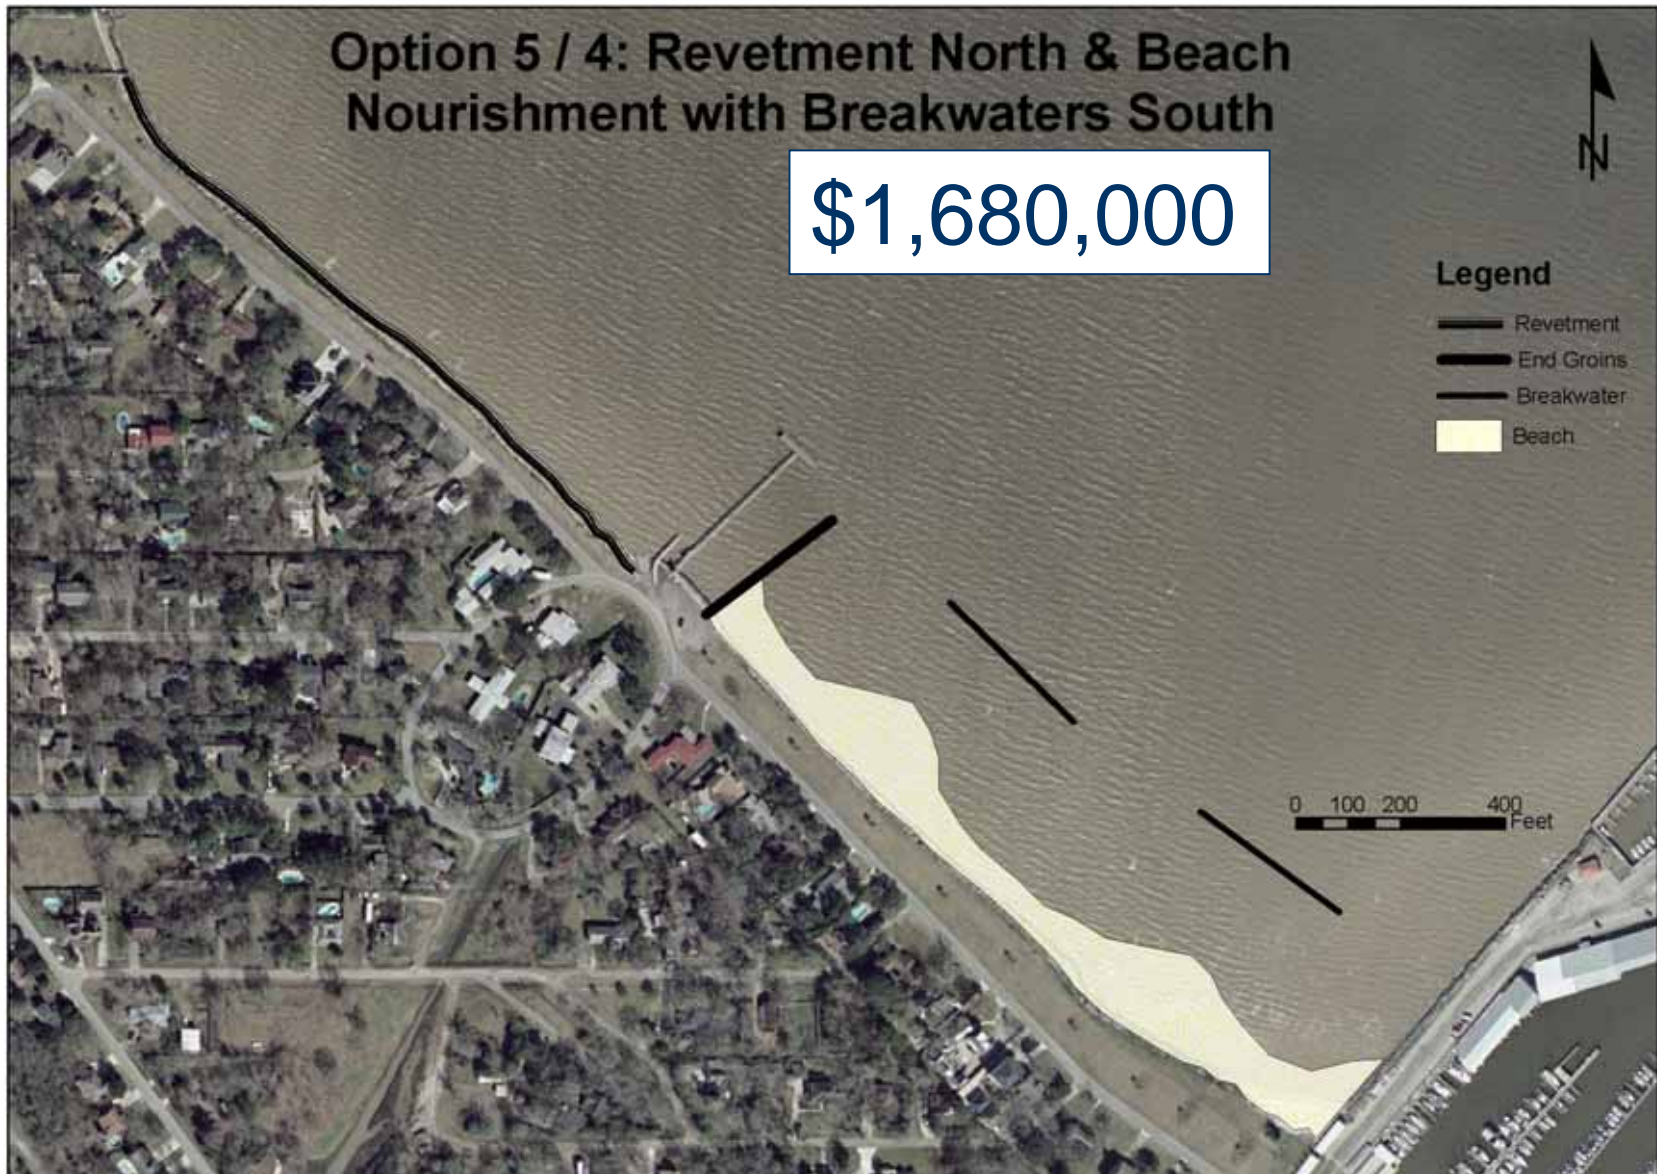 Option 5 / 4: Revetment North & Beach
Nourishment with Breakwaters South
$1,680,000
N
Legend
Revetment
End Groins
Breakwater
Beach
0 100 200 400
Feet